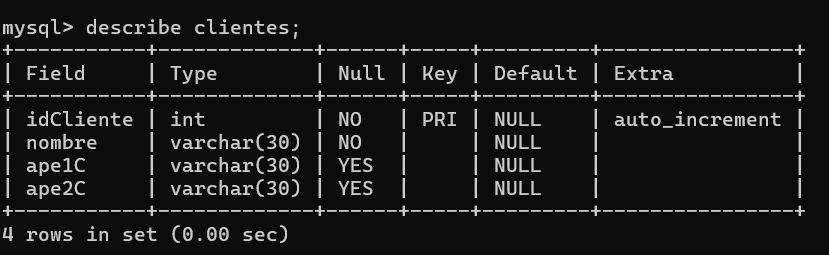 mysql> describe clientes;
+-----------+-------------+------+-----+---------+----------------+
| Field     | Type        | Null | Key | Default | Extra          |
+-----------+-------------+------+-----+---------+----------------+
| idCliente | int         | NO   | PRI | NULL    | auto_increment |
| nombre    | varchar(30) | NO   |     | NULL    |                |
| ape1C     | varchar(30) | YES  |     | NULL    |                |
| ape2C     | varchar(30) | YES  |     | NULL    |                |
+-----------+-------------+------+-----+---------+----------------+
4 rows in set (0.00 sec)